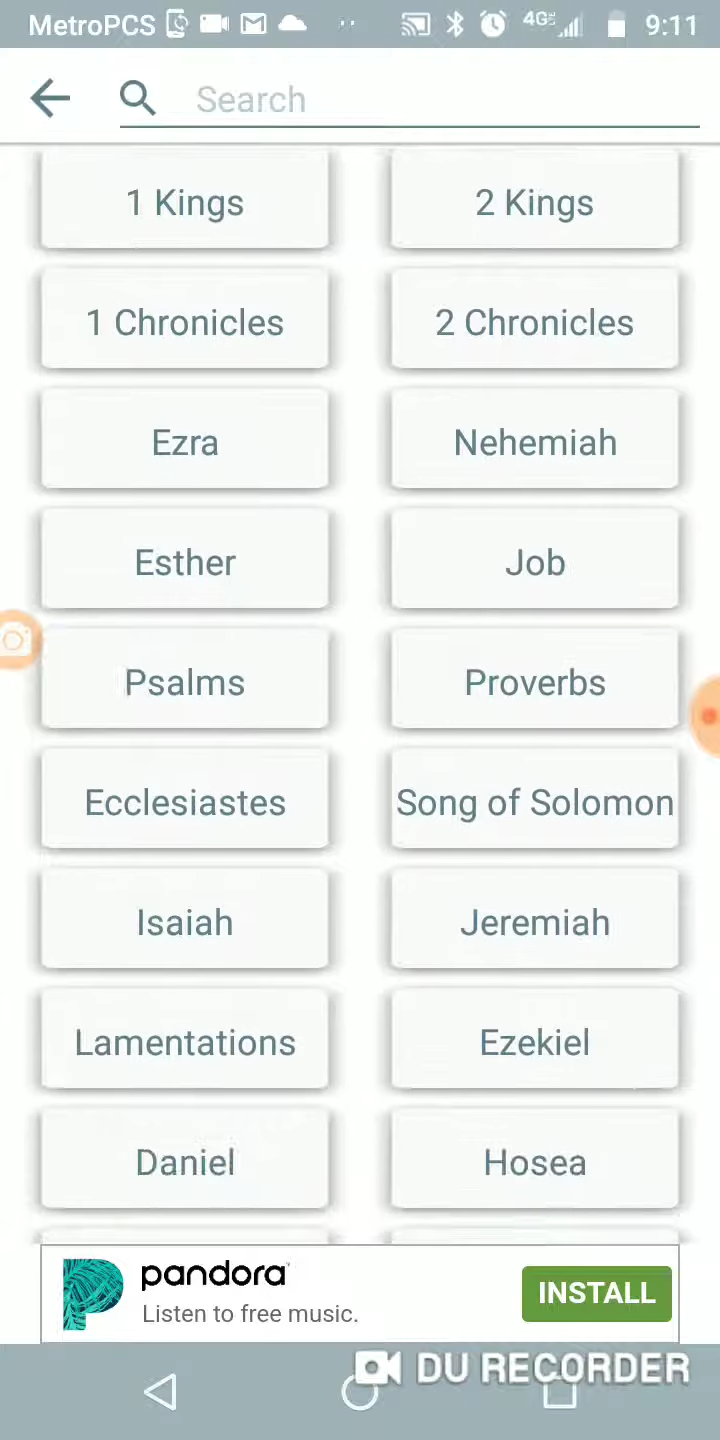 MetroPCS 4G 9:11
Search
1 Kings 2 Kings
1 Chronicles 2 Chronicles
Ezra Nehemiah
Esther Job
Psalms Proverbs
Ecclesiastes Song of Solomon
Isaiah Jeremiah
Lamentations Ezekiel
Daniel Hosea
pandora
Listen to free music.
INSTALL
DU RECORDER